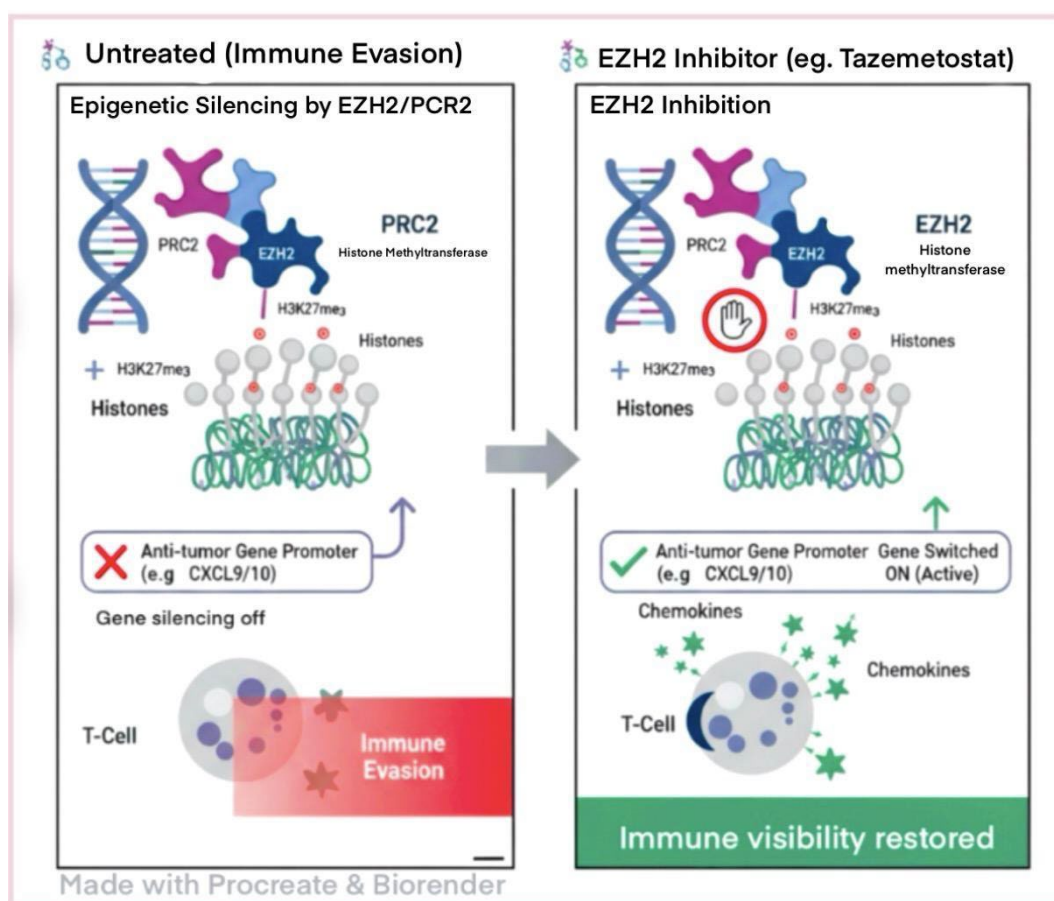 Untreated (Immune Evasion)
Epigenetic Silencing by EZH2/PCR2
PRC2
Histone Methyltransferase
PRC2
EZH2
H3K27me3
Histones
+ H3K27me3
Histones
Anti-tumor Gene Promoter
(e.g CXCL9/10)
Gene silencing off
T-Cell
Immune
Evasion
Made with Procreate & Biorender
EZH2 Inhibitor (eg. Tazemetostat)
EZH2 Inhibition
EZH2
Histone
methyltransferase
PRC2
EZH2
H3K27me3
Histones
+ H3K27me3
Histones
Anti-tumor Gene Promoter
(e.g CXCL9/10)
Gene Switched
ON (Active)
Chemokines
Chemokines
T-Cell
Immune visibility restored